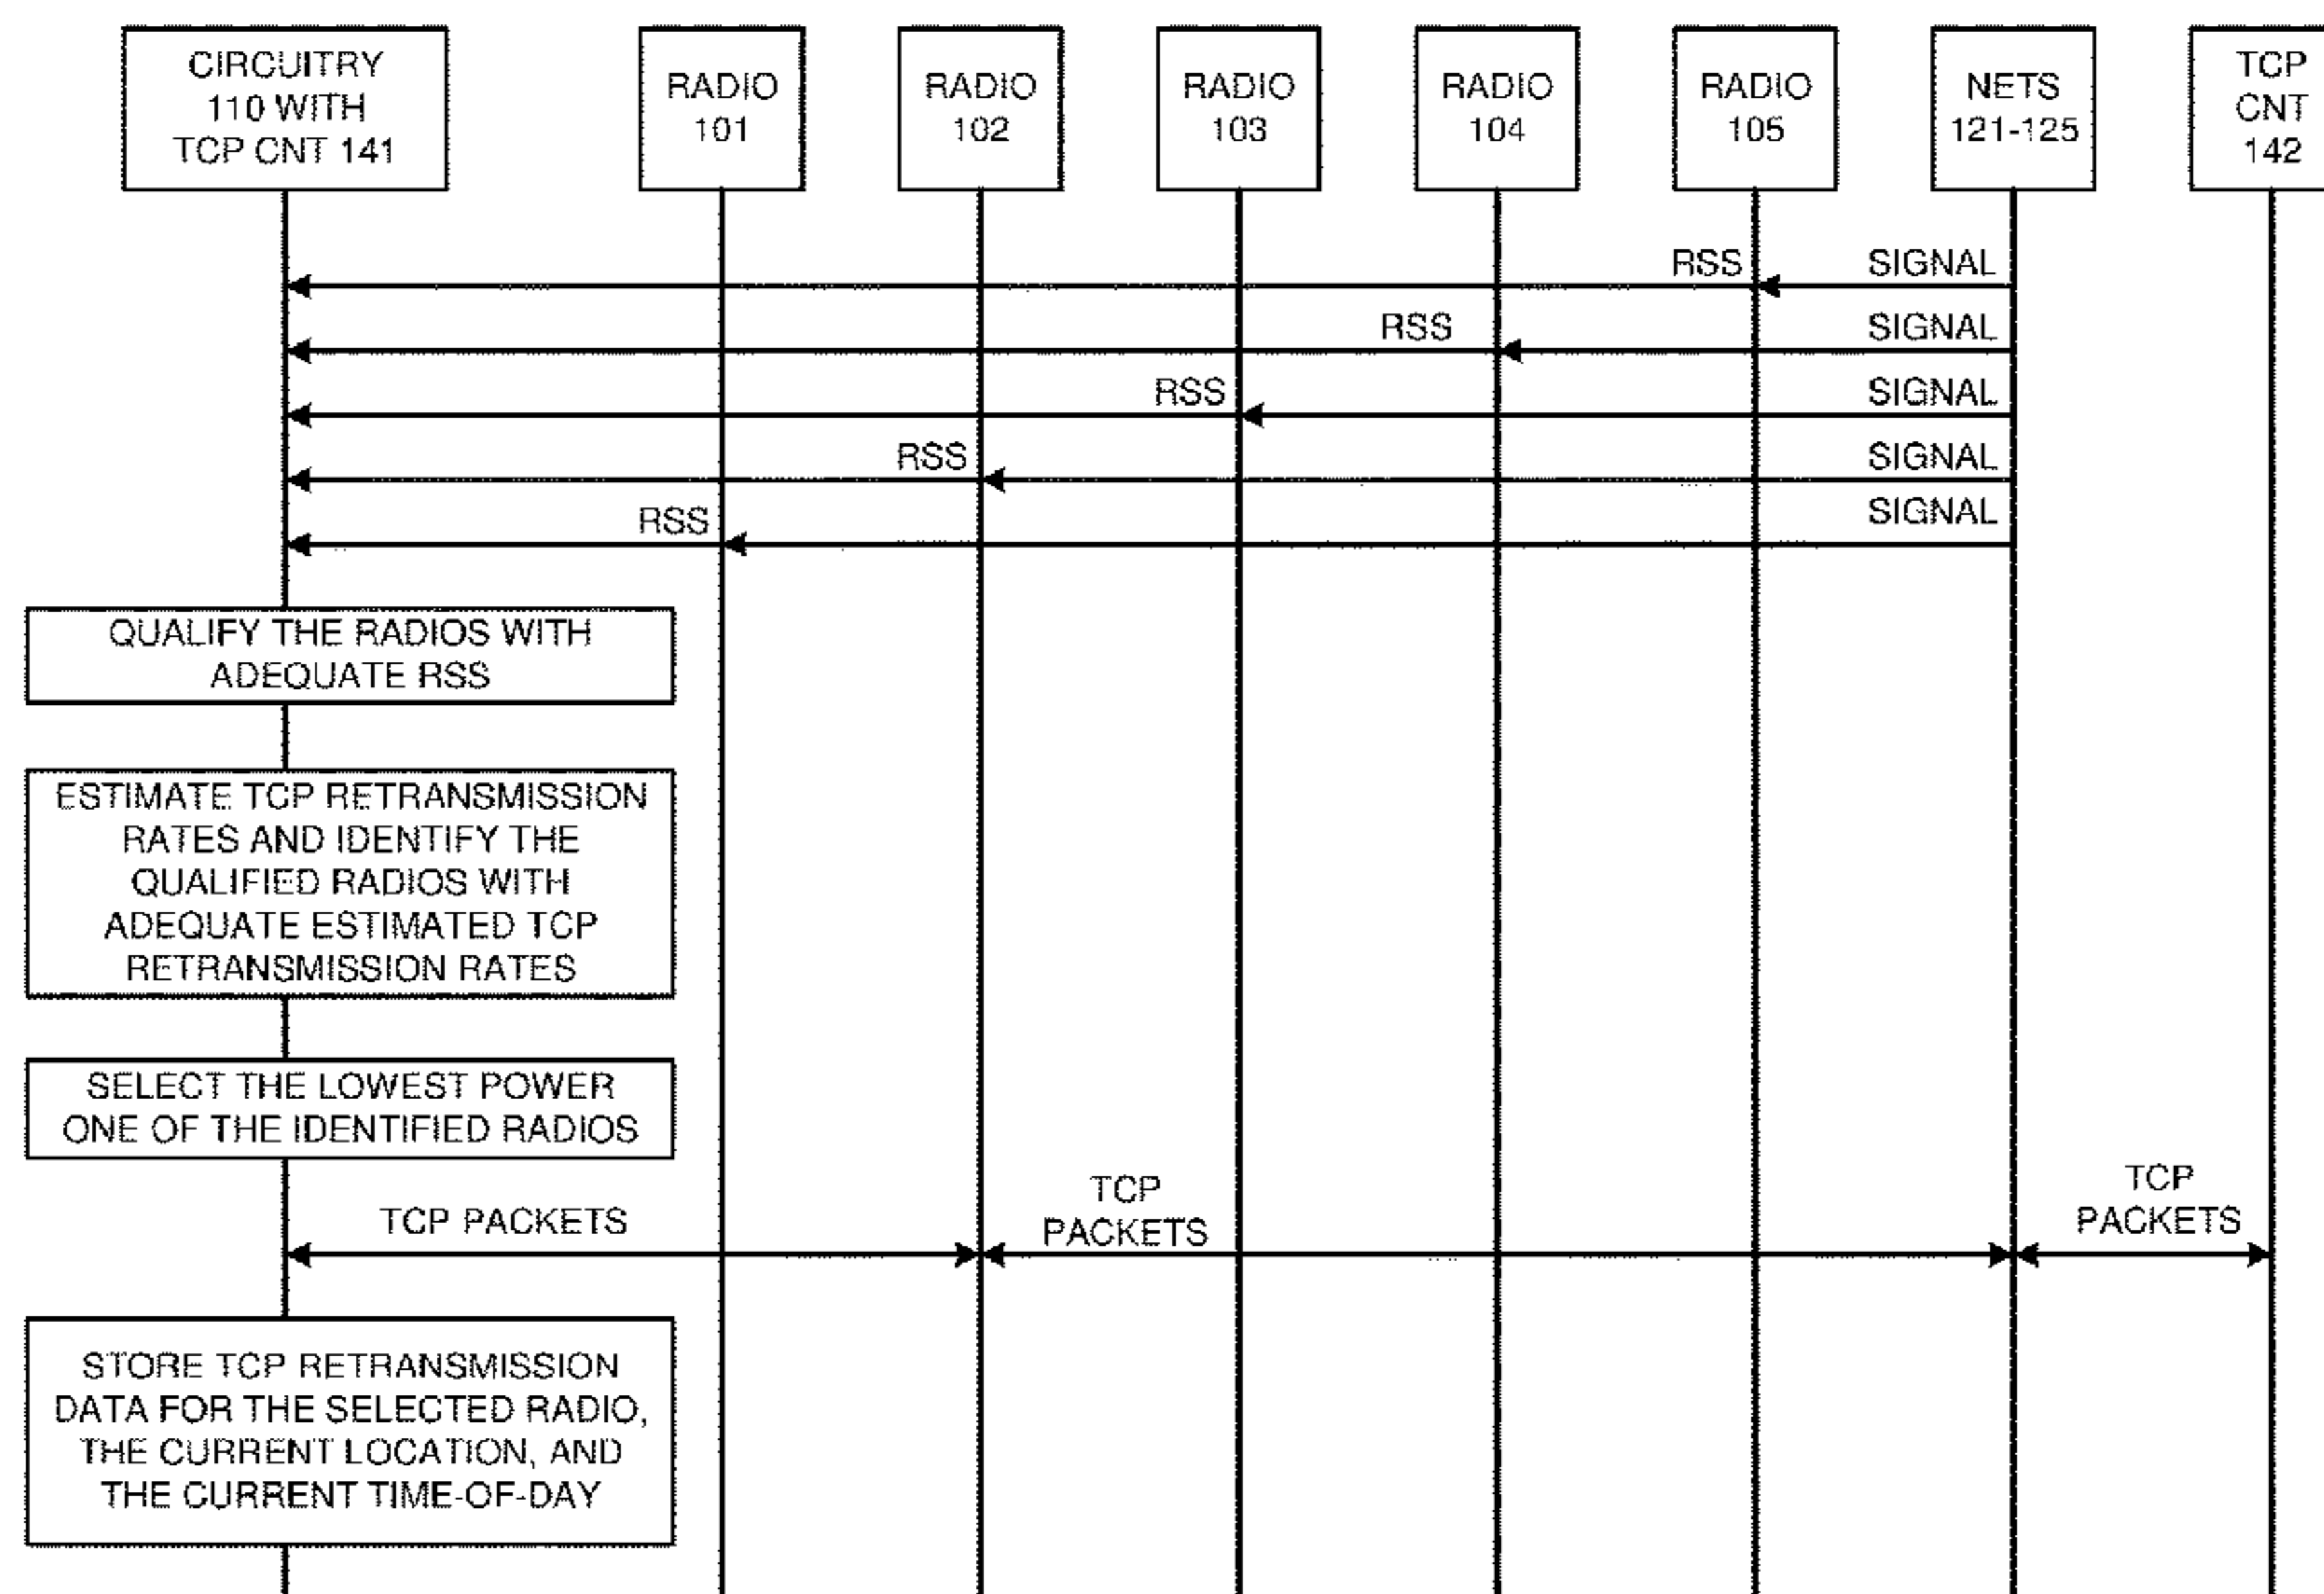 CIRCUITRY
110 WITH
TCP CNT 141
RADIO
101
RADIO
102
RADIO
103
RADIO
104
RADIO
105
NETS
121-125
TCP
CNT
142
RSS
SIGNAL
RSS
SIGNAL
RSS
SIGNAL
RSS
SIGNAL
RSS
SIGNAL
QUALIFY THE RADIOS WITH
ADEQUATE RSS
ESTIMATE TCP RETRANSMISSION
RATES AND IDENTIFY THE
QUALIFIED RADIOS WITH
ADEQUATE ESTIMATED TCP
RETRANSMISSION RATES
SELECT THE LOWEST POWER
ONE OF THE IDENTIFIED RADIOS
TCP PACKETS
TCP
PACKETS
TCP
PACKETS
STORE TCP RETRANSMISSION
DATA FOR THE SELECTED RADIO,
THE CURRENT LOCATION, AND
THE CURRENT TIME-OF-DAY